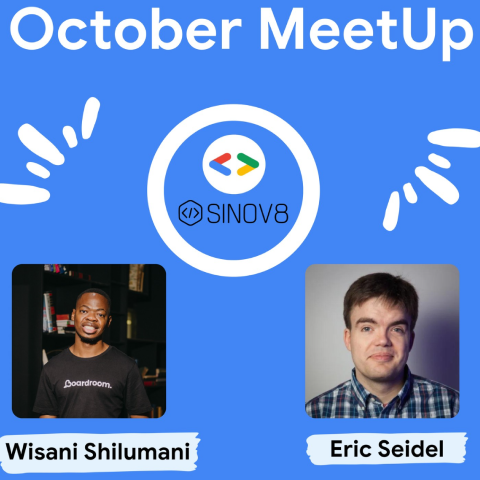 October MeetUp
</> SINOV8
Boardroom.
Wisani Shilumani
Eric Seidel